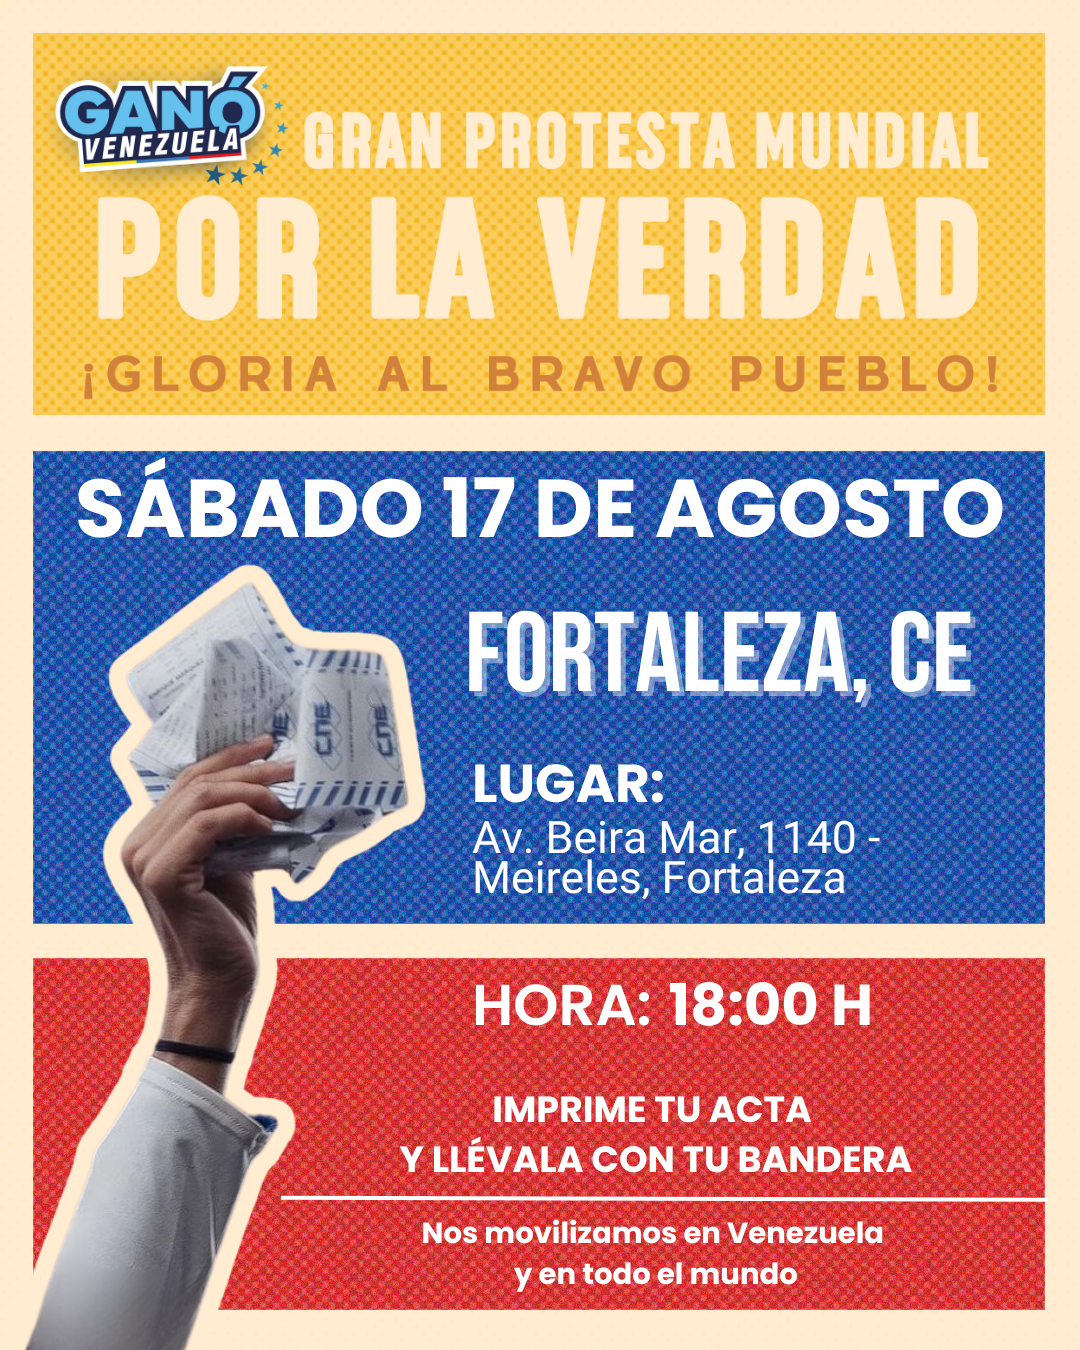 GANÓ
VENEZUELA
GRAN PROTESTA MUNDIAL
POR LA VERDAD
¡GLORIA AL BRAVO PUEBLO!
SÁBADO 17 DE AGOSTO
FORTALEZA, CE
CNE
CNE
LUGAR:
Av. Beira Mar, 1140 -
Meireles, Fortaleza
HORA: 18:00 H
IMPRIME TU ACTA
Y LLÉVALA CON TU BANDERA
Nos movilizamos en Venezuela
y en todo el mundo